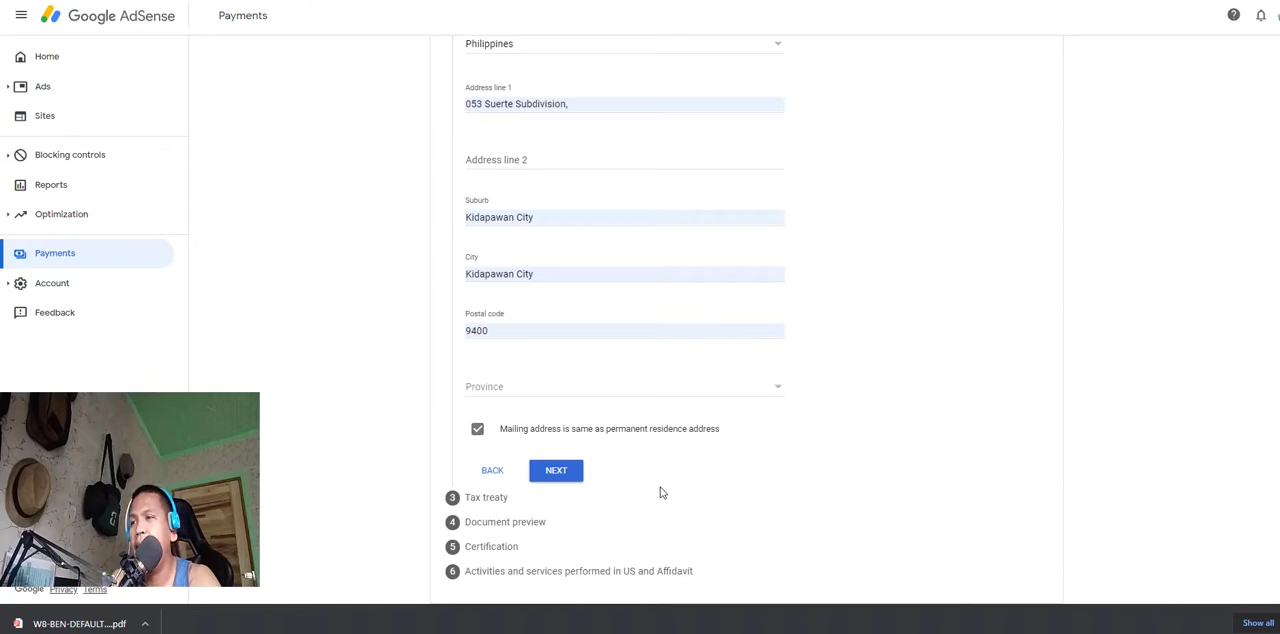 Google AdSense
Payments
Home
Ads
Sites
Blocking controls
Reports
Optimization
Payments
Account
Feedback
Google Privacy Terms
Philippines
Address line 1
053 Suerte Subdivision,
Address line 2
Suburb
Kidapawan City
City
Kidapawan City
Postal code
9400
Province
Mailing address is same as permanent residence address
BACK NEXT
3 Tax treaty
4 Document preview
5 Certification
6 Activities and services performed in US and Affidavit
W8-BEN-DEFAULT....pdf
Show all